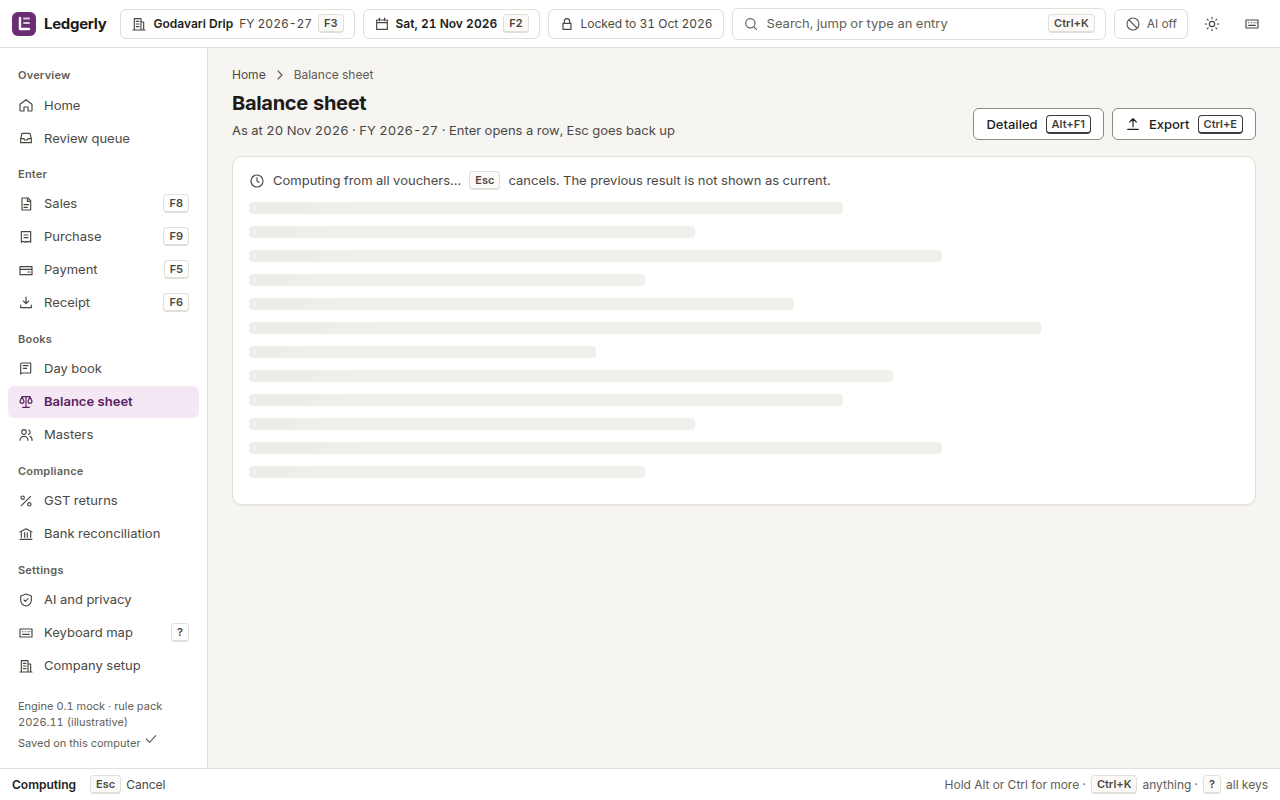 Ledgerly
Godavari Drip FY 2026-27 F3
Sat, 21 Nov 2026 F2
Locked to 31 Oct 2026
Search, jump or type an entry Ctrl+K
AI off
Overview
Home
Review queue
Enter
Sales F8
Purchase F9
Payment F5
Receipt F6
Books
Day book
Balance sheet
Masters
Compliance
GST returns
Bank reconciliation
Settings
AI and privacy
Keyboard map ?
Company setup
Engine 0.1 mock · rule pack
2026.11 (illustrative)
Saved on this computer
Home > Balance sheet
Balance sheet
As at 20 Nov 2026 · FY 2026-27 · Enter opens a row, Esc goes back up
Detailed Alt+F1
Export Ctrl+E
Computing from all vouchers... Esc cancels. The previous result is not shown as current.
Computing Esc Cancel
Hold Alt or Ctrl for more · Ctrl+K anything · ? all keys